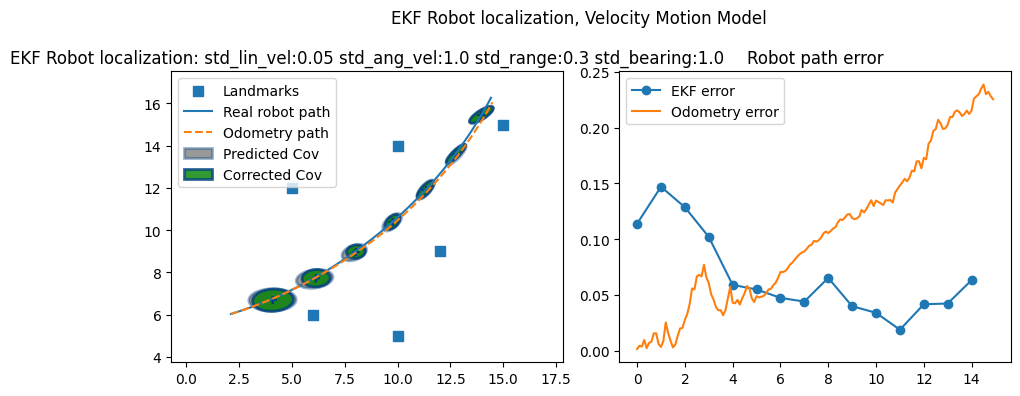 EKF Robot localization, Velocity Motion Model
EKF Robot localization: std_lin_vel:0.05 std_ang_vel:1.0 std_range:0.3 std_bearing:1.0
Landmarks
Real robot path
Odometry path
Predicted Cov
Corrected Cov
16
14
12
10
8
6
4
0.0 2.5 5.0 7.5 10.0 12.5 15.0 17.5
Robot path error
EKF error
Odometry error
0.25
0.20
0.15
0.10
0.05
0.00
0 2 4 6 8 10 12 14